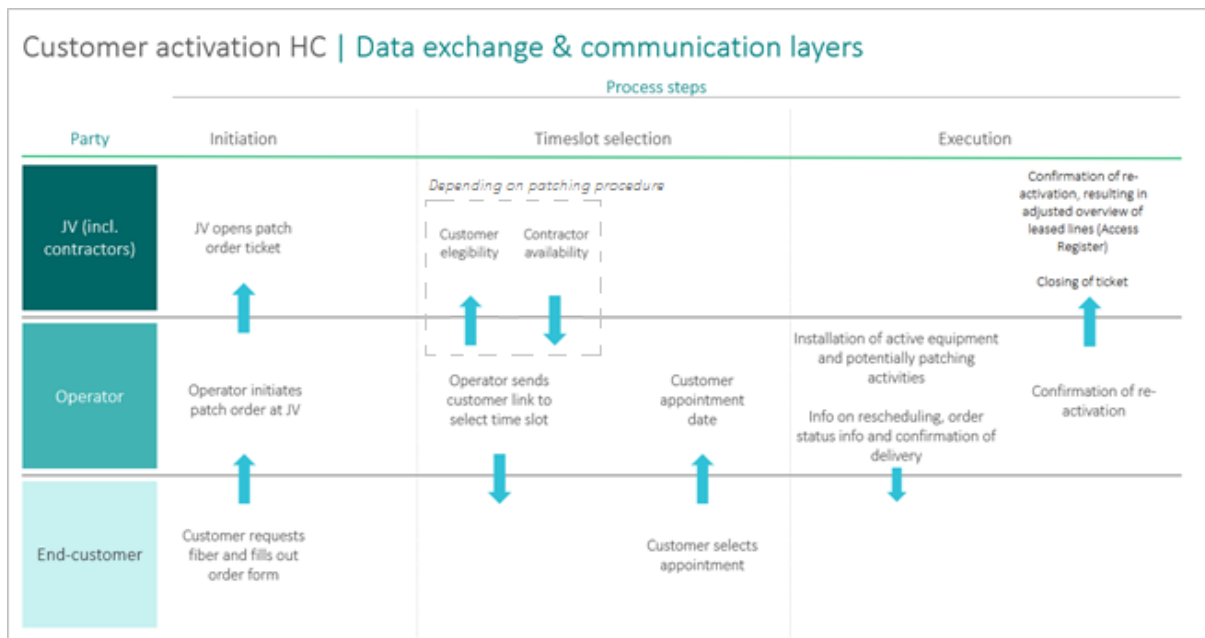 Customer activation HC | Data exchange & communication layers
Process steps
Party
Initiation
Timeslot selection
Execution
JV (incl.
contractors)
JV opens patch
order ticket
Depending on patching procedure
Customer
elegibility
Contractor
availability
Confirmation of re-
activation, resulting in
adjusted overview of
leased lines (Access
Register)
Closing of ticket
Operator
Operator initiates
patch order at JV
Operator sends
customer link to
select time slot
Customer
appointment
date
Installation of active equipment
and potentially patching
activities
Info on rescheduling, order
status info and confirmation of
delivery
Confirmation of re-
activation
End-customer
Customer requests
fiber and fills out
order form
Customer selects
appointment